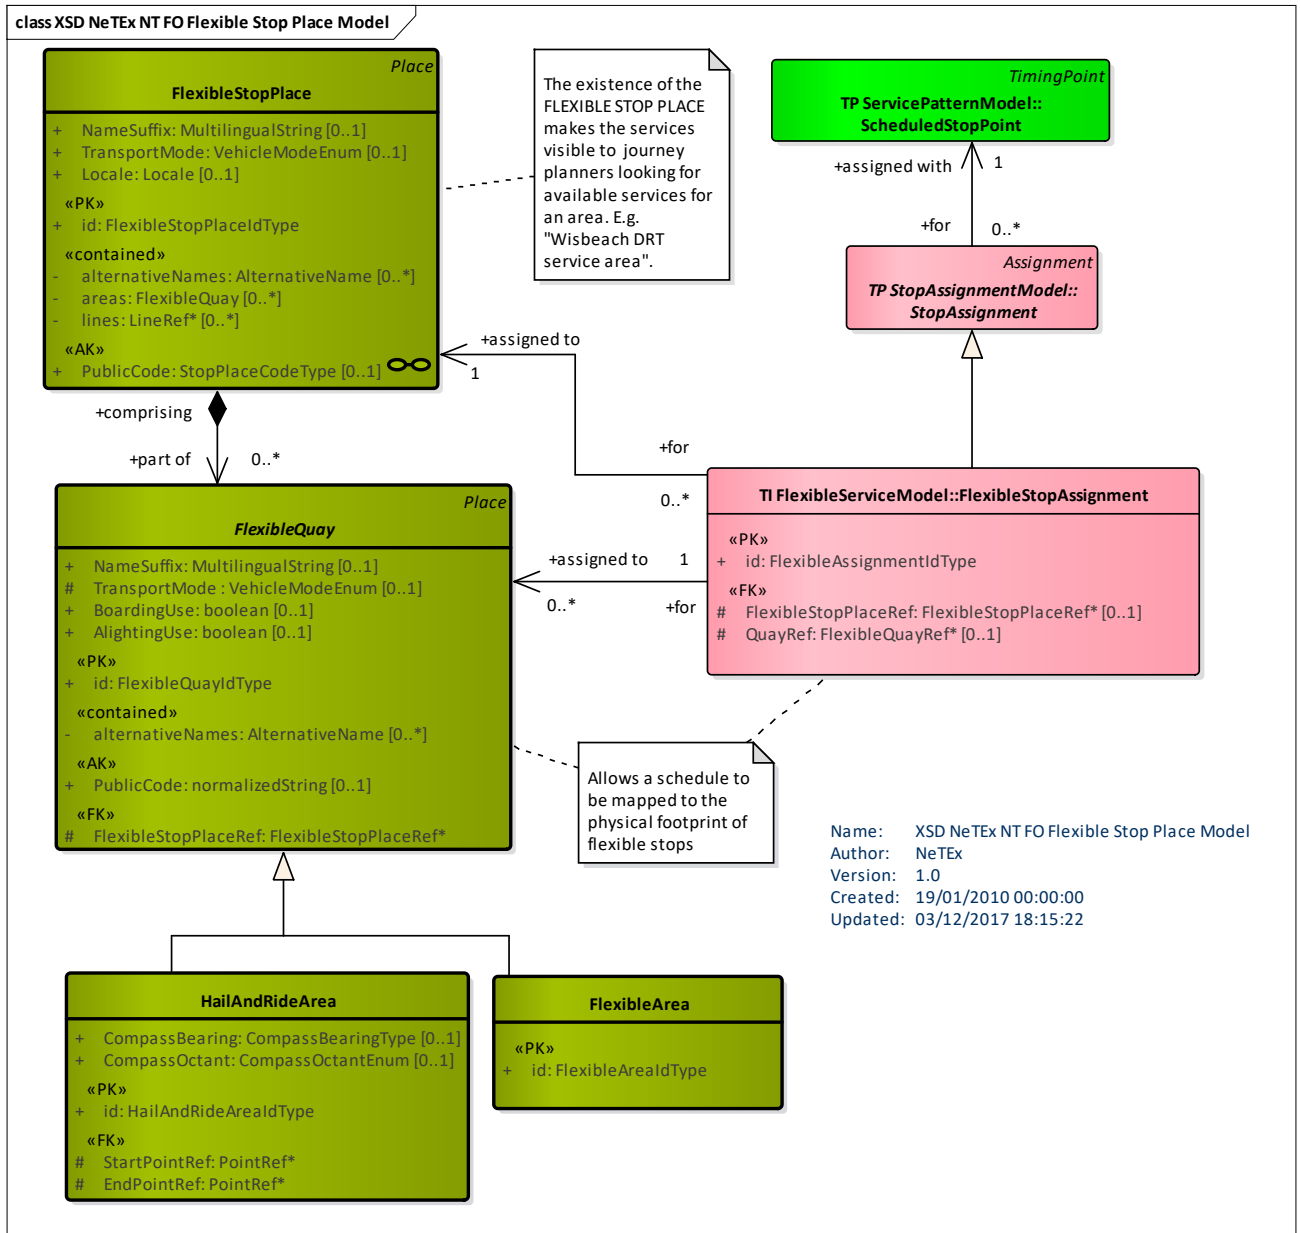 class XSD NeTEx NT FO Flexible Stop Place Model
Place
FlexibleStopPlace
+ NameSuffix: MultilingualString [0..1]
+ TransportMode: VehicleModeEnum [0..1]
+ Locale: Locale [0..1]
«PK»
+ id: FlexibleStopPlaceIdType
«contained»
- alternativeNames: AlternativeName [0..*]
- areas: FlexibleQuay [0..*]
- lines: LineRef* [0..*]
«AK»
+ PublicCode: StopPlaceCodeType [0..1]
The existence of the
FLEXIBLE STOP PLACE
makes the services
visible to journey
planners looking for
available services for
an area. E.g.
"Wisbeach DRT
service area".
TimingPoint
TP ServicePatternModel::
ScheduledStopPoint
+assigned with 1
+for 0..*
Assignment
TP StopAssignmentModel::
StopAssignment
+assigned to
1
+for
0..*
+comprising
+part of 0..*
TI FlexibleServiceModel::FlexibleStopAssignment
«PK»
+ id: FlexibleAssignmentIdType
«FK»
# FlexibleStopPlaceRef: FlexibleStopPlaceRef* [0..1]
# QuayRef: FlexibleQuayRef* [0..1]
+assigned to 1
0..* +for
Place
FlexibleQuay
+ NameSuffix: MultilingualString [0..1]
# TransportMode : VehicleModeEnum [0..1]
+ BoardingUse: boolean [0..1]
+ AlightingUse: boolean [0..1]
«PK»
+ id: FlexibleQuayIdType
«contained»
- alternativeNames: AlternativeName [0..*]
«AK»
+ PublicCode: normalizedString [0..1]
«FK»
# FlexibleStopPlaceRef: FlexibleStopPlaceRef*
Allows a schedule to
be mapped to the
physical footprint of
flexible stops
Name: XSD NeTEx NT FO Flexible Stop Place Model
Author: NeTEx
Version: 1.0
Created: 19/01/2010 00:00:00
Updated: 03/12/2017 18:15:22
HailAndRideArea
+ CompassBearing: CompassBearingType [0..1]
+ CompassOctant: CompassOctantEnum [0..1]
«PK»
+ id: HailAndRideAreaIdType
«FK»
# StartPointRef: PointRef*
# EndPointRef: PointRef*
FlexibleArea
«PK»
+ id: FlexibleAreaIdType